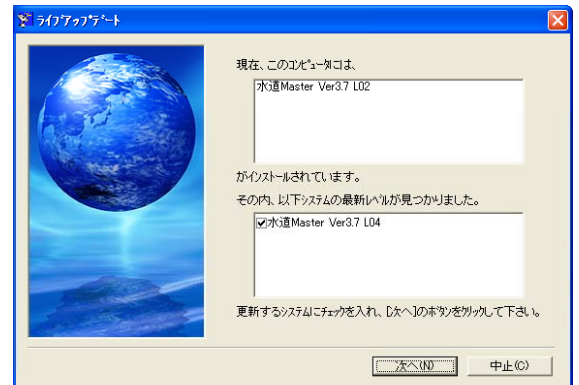 ﾗｲﾌﾞｱｯﾌﾟﾃﾞｰﾄ
現在、このｺﾝﾋﾟｭｰﾀには、
水道Master Ver3.7 L02
がｲﾝｽﾄｰﾙされています。
その内、以下ｼｽﾃﾑの最新ﾚﾍﾞﾙが見つかりました。
水道Master Ver3.7 L04
更新するｼｽﾃﾑにﾁｪｯｸを入れ、[次へ]のﾎﾞﾀﾝをｸﾘｯｸして下さい。
次へ(N)
中止(C)